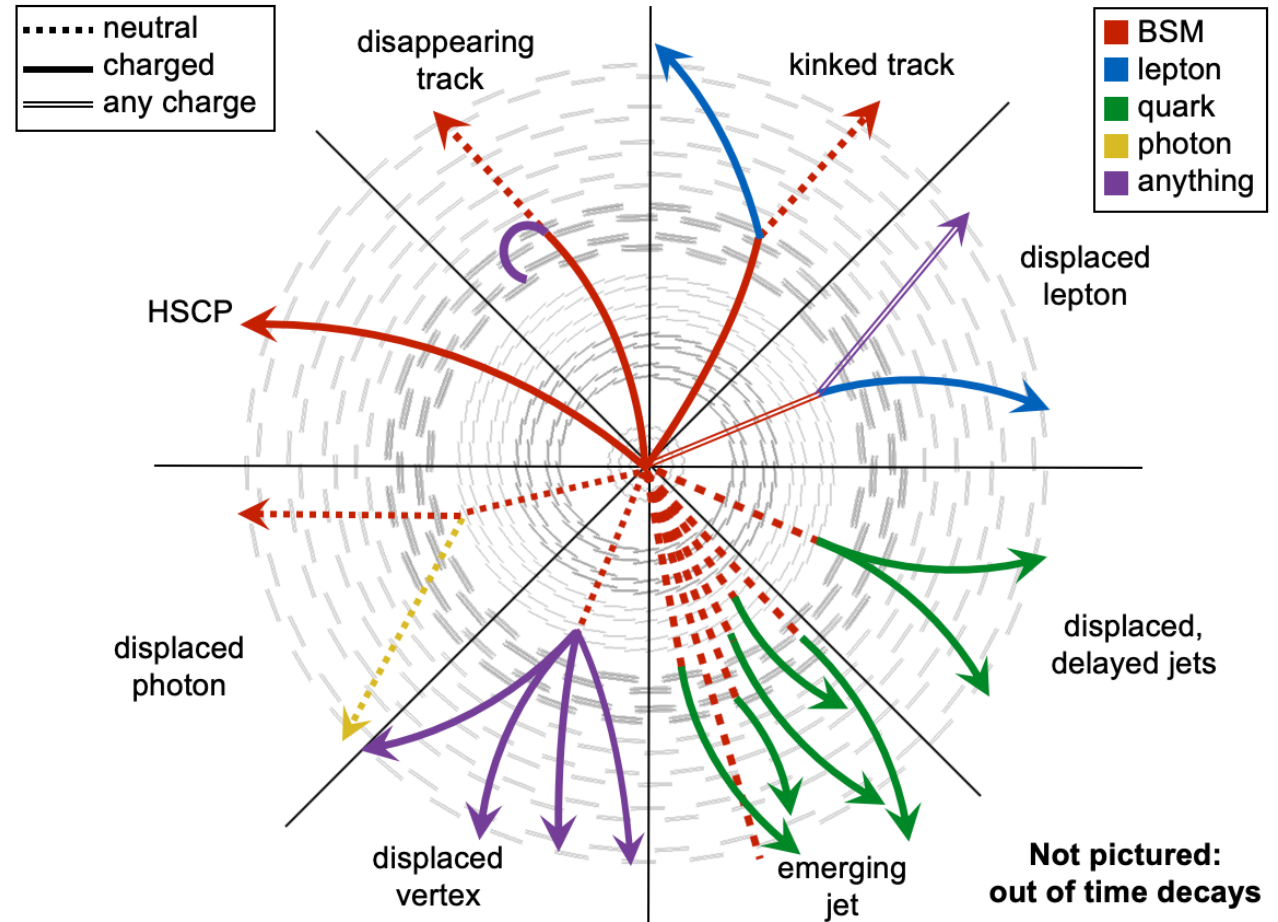 neutral
charged
any charge
disappearing
track
kinked track
BSM
lepton
quark
photon
anything
displaced
lepton
HSCP
displaced
photon
displaced,
delayed jets
displaced
vertex
emerging
jet
Not pictured:
out of time decays